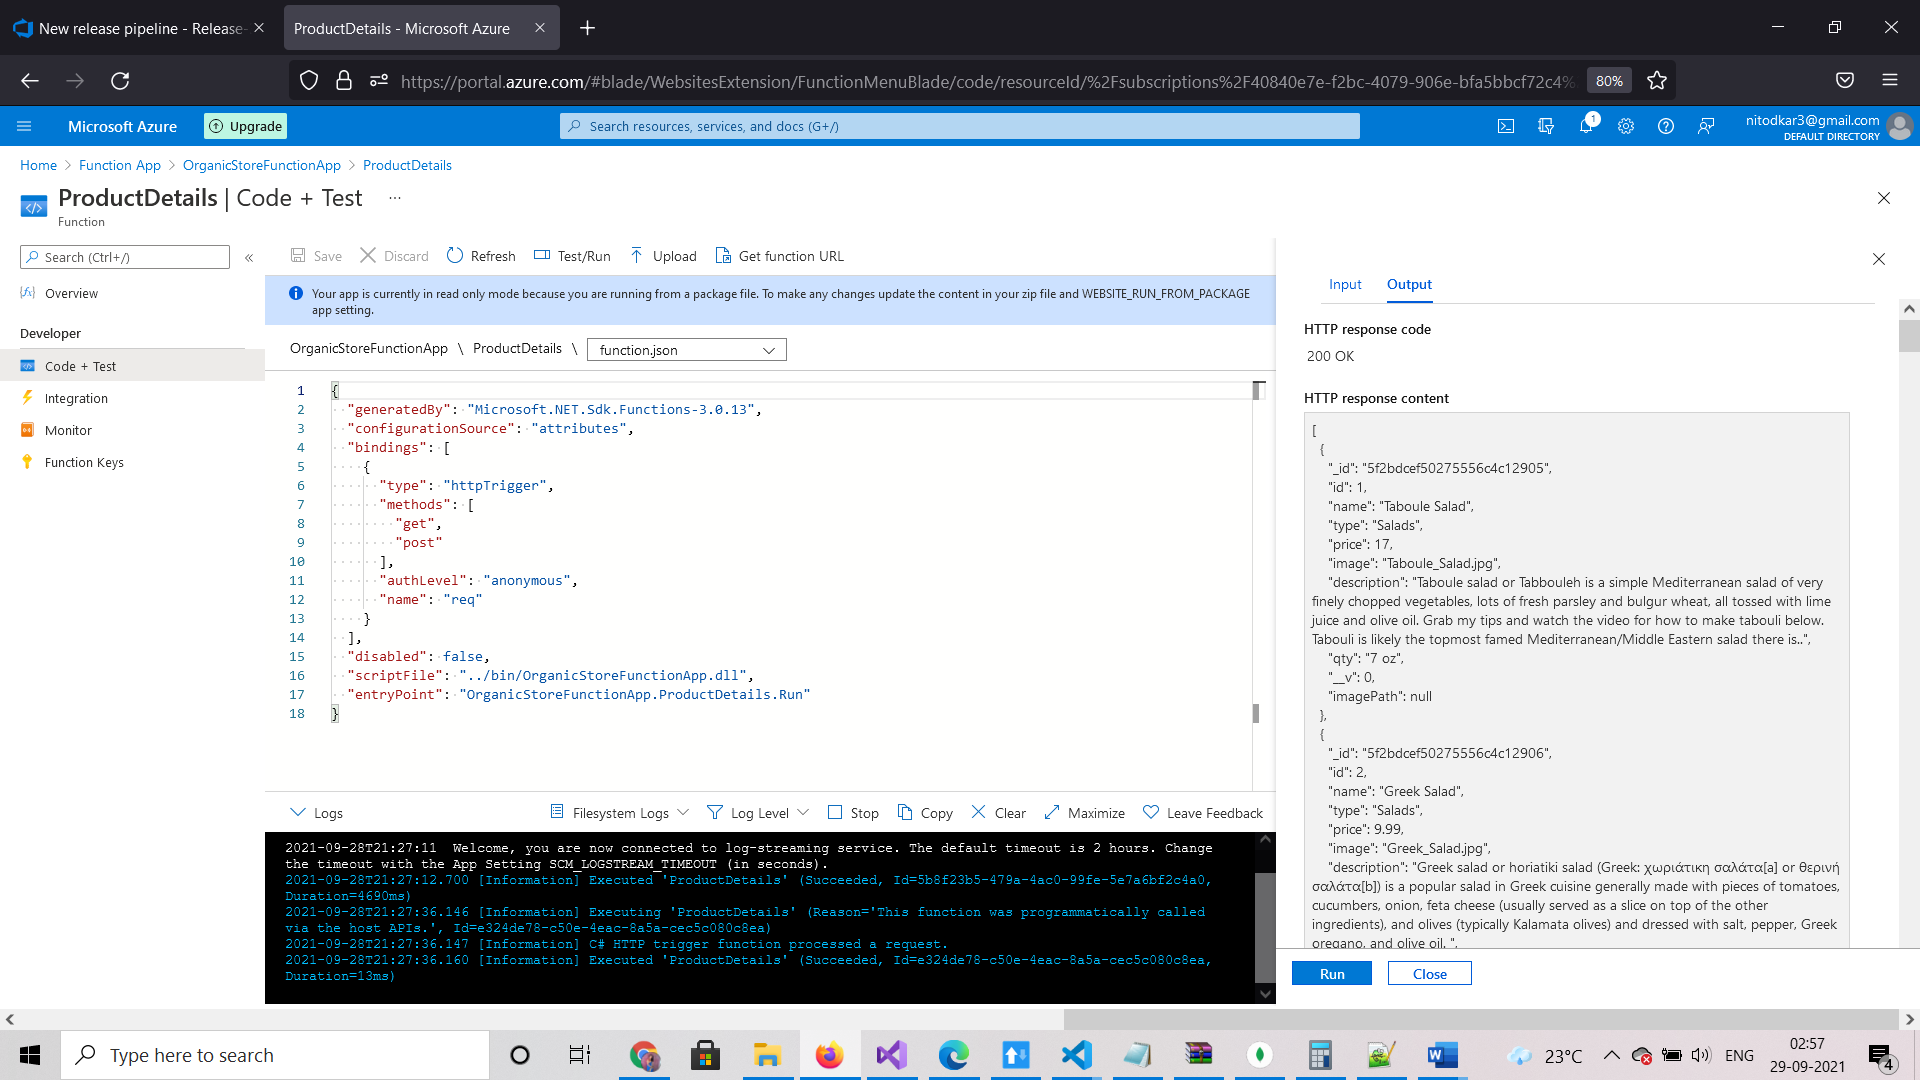 New release pipeline - Release-
ProductDetails - Microsoft Azure
https://portal.azure.com/#blade/WebsitesExtension/FunctionMenuBlade/code/resourceId/%2Fsubscriptions%2F40840e7e-f2bc-4079-906e-bfa5bbcf72c4%
80%
Microsoft Azure
Upgrade
Search resources, services, and docs (G+/)
1
nitodkar3@gmail.com
DEFAULT DIRECTORY
Home > Function App > OrganicStoreFunctionApp > ProductDetails
ProductDetails | Code + Test ...
Function
Search (Ctrl+/) «
Overview
Developer
Code + Test
Integration
Monitor
Function Keys
Save Discard Refresh Test/Run Upload Get function URL
Your app is currently in read only mode because you are running from a package file. To make any changes update the content in your zip file and WEBSITE_RUN_FROM_PACKAGE
app setting.
OrganicStoreFunctionApp \ ProductDetails \ function.json
1 {
2 "generatedBy": "Microsoft.NET.Sdk.Functions-3.0.13",
3 "configurationSource": "attributes",
4 "bindings": [
5 {
6 "type": "httpTrigger",
7 "methods": [
8 "get",
9 "post"
10 ],
11 "authLevel": "anonymous",
12 "name": "req"
13 }
14 ],
15 "disabled": false,
16 "scriptFile": "../bin/OrganicStoreFunctionApp.dll",
17 "entryPoint": "OrganicStoreFunctionApp.ProductDetails.Run"
18 }
Logs Filesystem Logs Log Level Stop Copy Clear Maximize Leave Feedback
2021-09-28T21:27:11 Welcome, you are now connected to log-streaming service. The default timeout is 2 hours. Change
the timeout with the App Setting SCM_LOGSTREAM_TIMEOUT (in seconds).
2021-09-28T21:27:12.700 [Information] Executed 'ProductDetails' (Succeeded, Id=5b8f23b5-479a-4ac0-99fe-5e7a6bf2c4a0,
Duration=4690ms)
2021-09-28T21:27:36.146 [Information] Executing 'ProductDetails' (Reason='This function was programmatically called
via the host APIs.', Id=e324de78-c50e-4eac-8a5a-cec5c080c8ea)
2021-09-28T21:27:36.147 [Information] C# HTTP trigger function processed a request.
2021-09-28T21:27:36.160 [Information] Executed 'ProductDetails' (Succeeded, Id=e324de78-c50e-4eac-8a5a-cec5c080c8ea,
Duration=13ms)
Input Output
HTTP response code
200 OK
HTTP response content
[
{
"_id": "5f2bdcef50275556c4c12905",
"id": 1,
"name": "Taboule Salad",
"type": "Salads",
"price": 17,
"image": "Taboule_Salad.jpg",
"description": "Taboule salad or Tabbouleh is a simple Mediterranean salad of very
finely chopped vegetables, lots of fresh parsley and bulgur wheat, all tossed with lime
juice and olive oil. Grab my tips and watch the video for how to make tabouli below.
Tabouli is likely the topmost famed Mediterranean/Middle Eastern salad there is..",
"qty": "7 oz",
"__v": 0,
"imagePath": null
},
{
"_id": "5f2bdcef50275556c4c12906",
"id": 2,
"name": "Greek Salad",
"type": "Salads",
"price": 9.99,
"image": "Greek_Salad.jpg",
"description": "Greek salad or horiatiki salad (Greek: χωριάτικη σαλάτα[a] or θερινή
σαλάτα[b]) is a popular salad in Greek cuisine generally made with pieces of tomatoes,
cucumbers, onion, feta cheese (usually served as a slice on top of the other
ingredients), and olives (typically Kalamata olives) and dressed with salt, pepper, Greek
oregano, and olive oil. ",
Run Close
Type here to search
23°C
ENG
02:57
29-09-2021
4